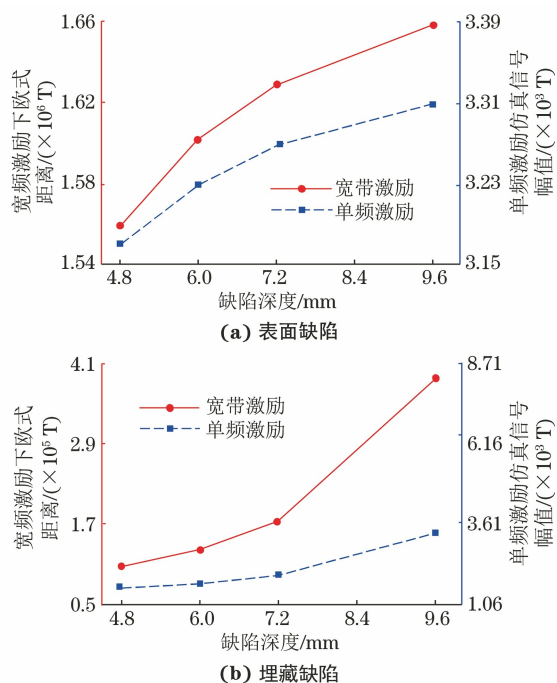 1.66
1.62
1.58
1.54
宽频激励下欧式
距离/(×10⁶ T)
3.39
3.31
3.23
3.15
单频激励仿真信号
幅值/(×10³ T)
宽带激励
单频激励
4.8 6.0 7.2 8.4 9.6
缺陷深度/mm
(a) 表面缺陷
4.1
2.9
1.7
0.5
宽频激励下欧式
距离/(×10⁵ T)
8.71
6.16
3.61
1.06
单频激励仿真信号
幅值/(×10³ T)
宽带激励
单频激励
4.8 6.0 7.2 8.4 9.6
缺陷深度/mm
(b) 埋藏缺陷